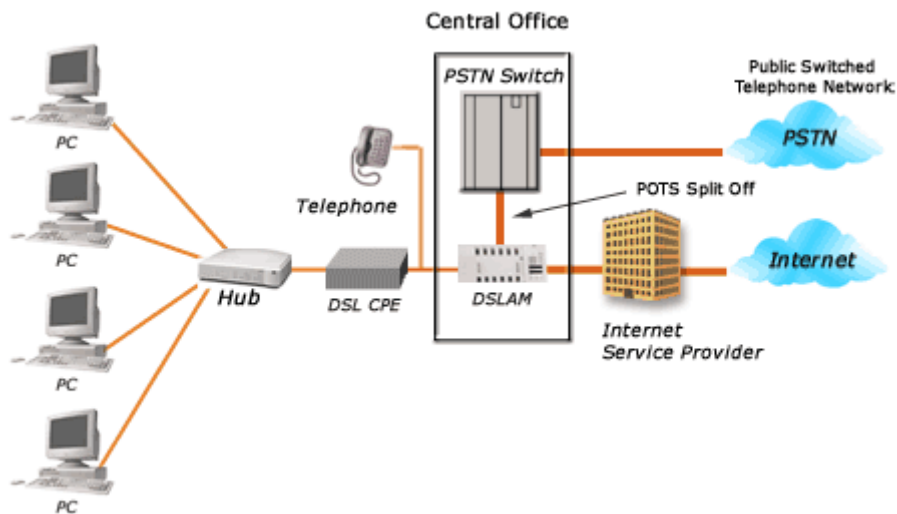 Central Office
PSTN Switch
Public Switched
Telephone Network
PC
PSTN
POTS Split Off
Telephone
PC
Hub
DSL CPE
DSLAM
Internet
Internet
Service Provider
PC
PC